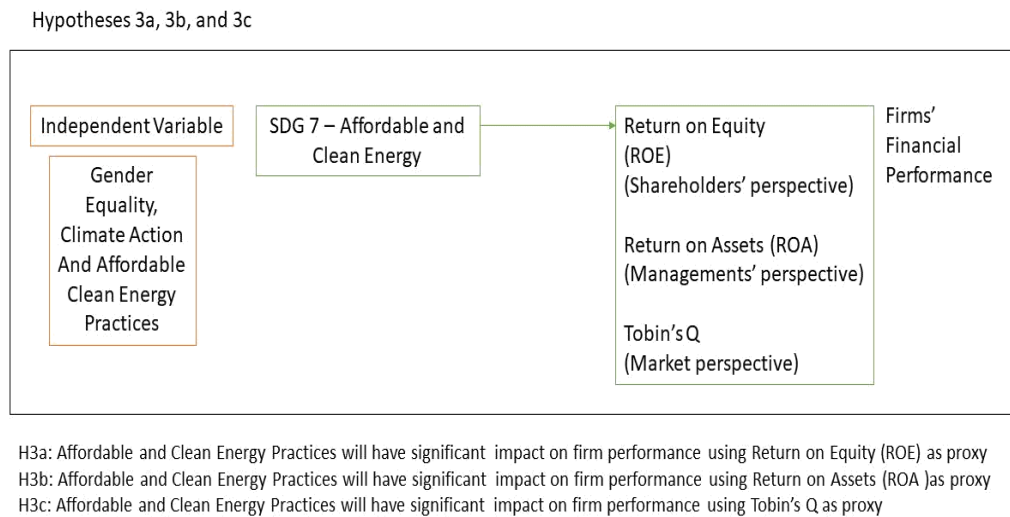 Hypotheses 3a, 3b, and 3c
Independent Variable
Gender
Equality,
Climate Action
And Affordable
Clean Energy
Practices
SDG 7 – Affordable and
Clean Energy
Return on Equity
(ROE)
(Shareholders' perspective)
Return on Assets (ROA)
(Managements' perspective)
Tobin's Q
(Market perspective)
Firms'
Financial
Performance
H3a: Affordable and Clean Energy Practices will have significant impact on firm performance using Return on Equity (ROE) as proxy
H3b: Affordable and Clean Energy Practices will have significant impact on firm performance using Return on Assets (ROA )as proxy
H3c: Affordable and Clean Energy Practices will have significant impact on firm performance using Tobin's Q as proxy